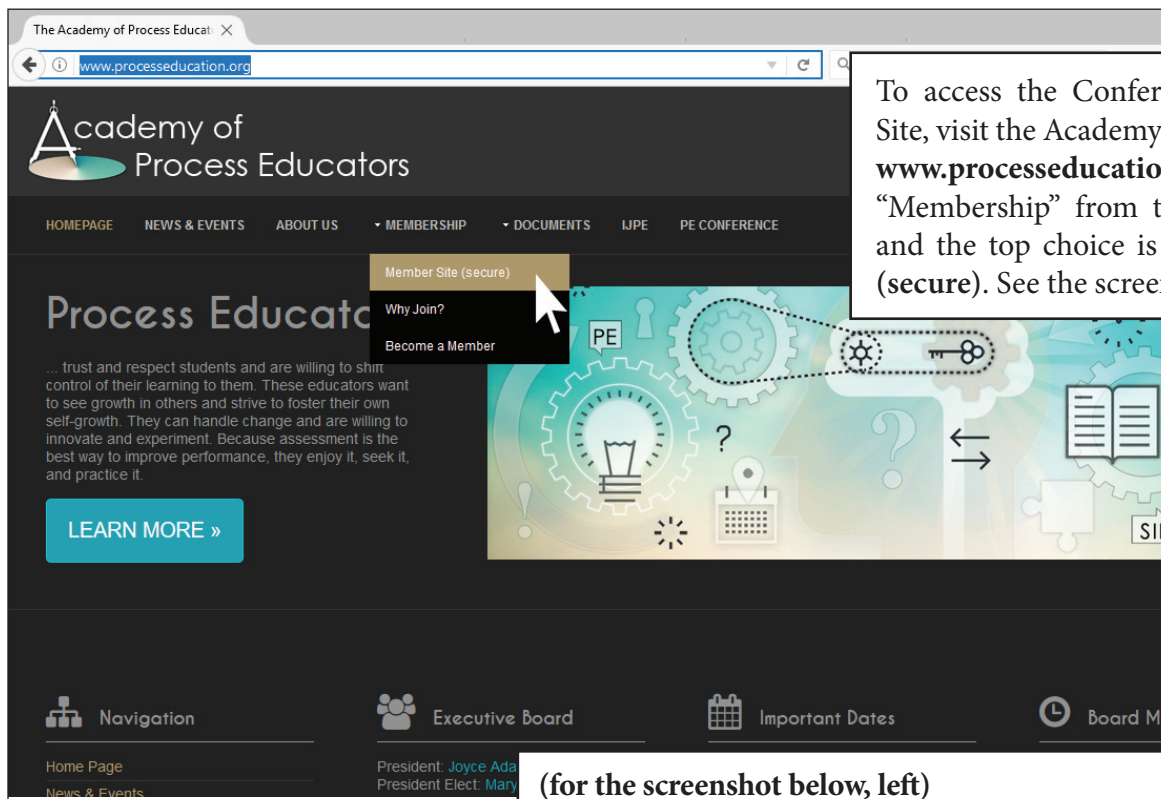 The Academy of Process Educat
www.processeducation.org
Academy of
Process Educators
To access the Confer
Site, visit the Academy
www.processeducatio
"Membership" from t
and the top choice is
(secure). See the scree
HOMEPAGE NEWS & EVENTS ABOUT US MEMBERSHIP DOCUMENTS IJPE PE CONFERENCE
Member Site (secure)
Why Join?
Become a Member
Process Educato
... trust and respect students and are willing to shift
control of their learning to them. These educators want
to see growth in others and strive to foster their own
self-growth. They can handle change and are willing to
innovate and experiment. Because assessment is the
best way to improve performance, they enjoy it, seek it,
and practice it.
LEARN MORE »
PE
?
?
?
!
SII
Navigation
Executive Board
Important Dates
Board M
Home Page
News & Events
President: Joyce Ada
President Elect: Mary
(for the screenshot below, left)